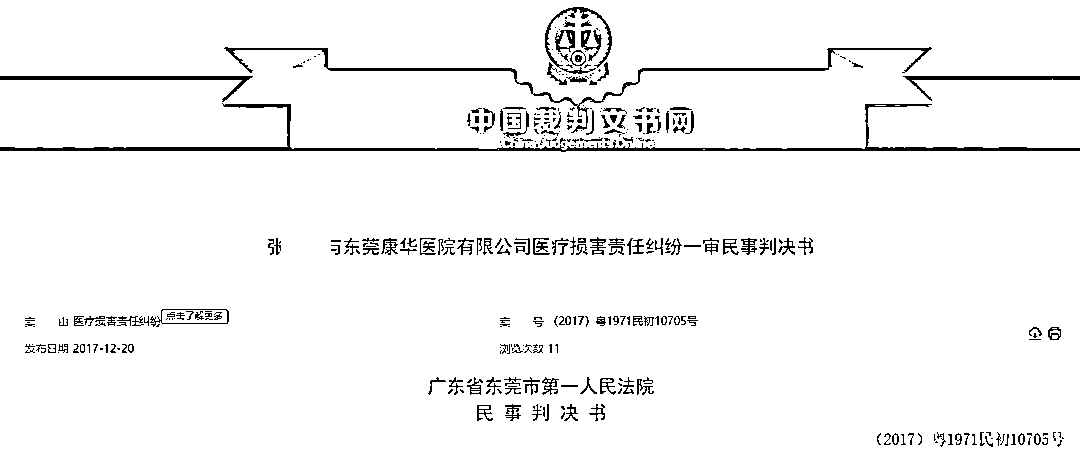 中国裁判文书网
China Judgements Online
张 与东莞康华医院有限公司医疗损害责任纠纷一审民事判决书
案 由 医疗损害责任纠纷 点击了解更多
案 号 (2017)粤1971民初10705号
发布日期 2017-12-20
浏览次数 11
广东省东莞市第一人民法院
民事判决书
(2017)粤1971民初10705号